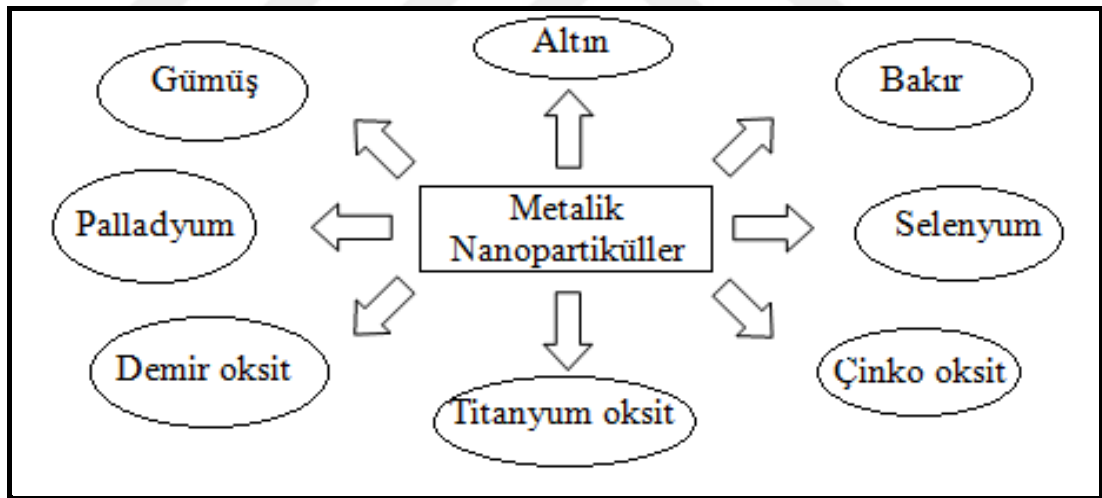 Altın
Gümüş
Bakır
Metalik
Nanopartiküller
Palladyum
Selenyum
Demir oksit
Çinko oksit
Titanyum oksit